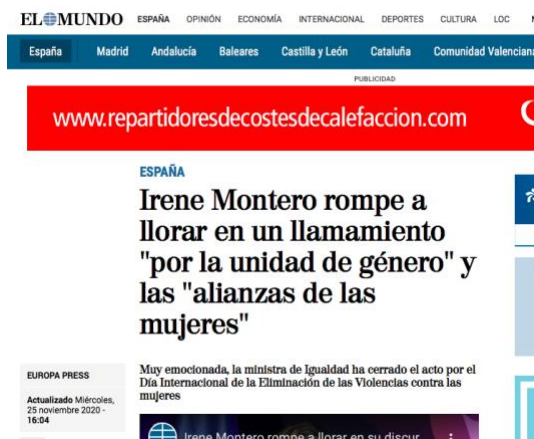 EL MUNDO ESPAÑA OPINIÓN ECONOMÍA INTERNACIONAL DEPORTES CULTURA LOC
España Madrid Andalucía Baleares Castilla y León Cataluña Comunidad Valenciana
PUBLICIDAD
www.repartidoresdecostesdecalefaccion.com
ESPAÑA
Irene Montero rompe a
llorar en un llamamiento
"por la unidad de género" y
las "alianzas de las
mujeres"
EUROPA PRESS
Actualizado Miércoles,
25 noviembre 2020 -
16:04
Muy emocionada, la ministra de Igualdad ha cerrado el acto por el
Día Internacional de la Eliminación de las Violencias contra las
mujeres
Irene Montero rompe a llorar en su discur